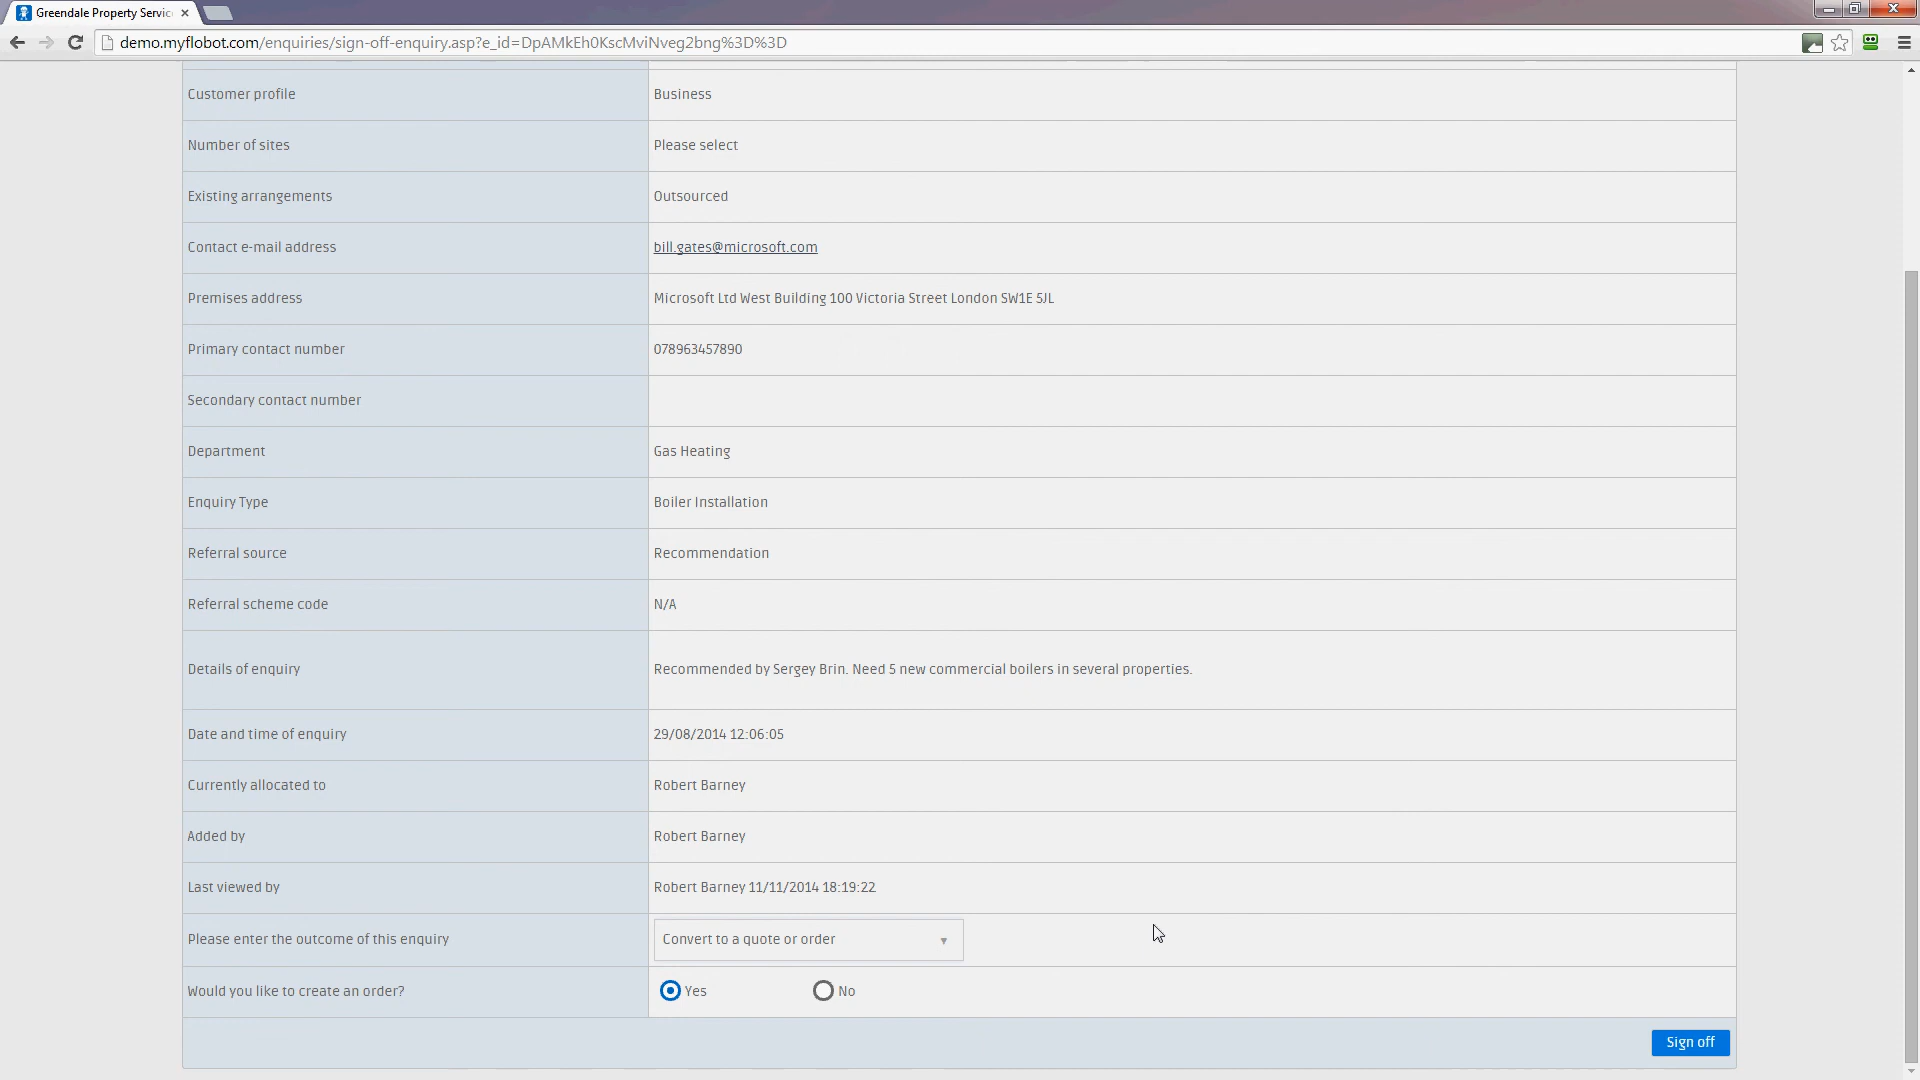 Greendale Property Servic
demo.myflobot.com/enquiries/sign-off-enquiry.asp?e_id=DpAMkEh0KscMviNveg2bng%3D%3D
Customer profile Business
Number of sites Please select
Existing arrangements Outsourced
Contact e-mail address bill.gates@microsoft.com
Premises address Microsoft Ltd West Building 100 Victoria Street London SW1E 5JL
Primary contact number 078963457890
Secondary contact number
Department Gas Heating
Enquiry Type Boiler Installation
Referral source Recommendation
Referral scheme code N/A
Details of enquiry Recommended by Sergey Brin. Need 5 new commercial boilers in several properties.
Date and time of enquiry 29/08/2014 12:06:05
Currently allocated to Robert Barney
Added by Robert Barney
Last viewed by Robert Barney 11/11/2014 18:19:22
Please enter the outcome of this enquiry Convert to a quote or order
Would you like to create an order? Yes No
Sign off